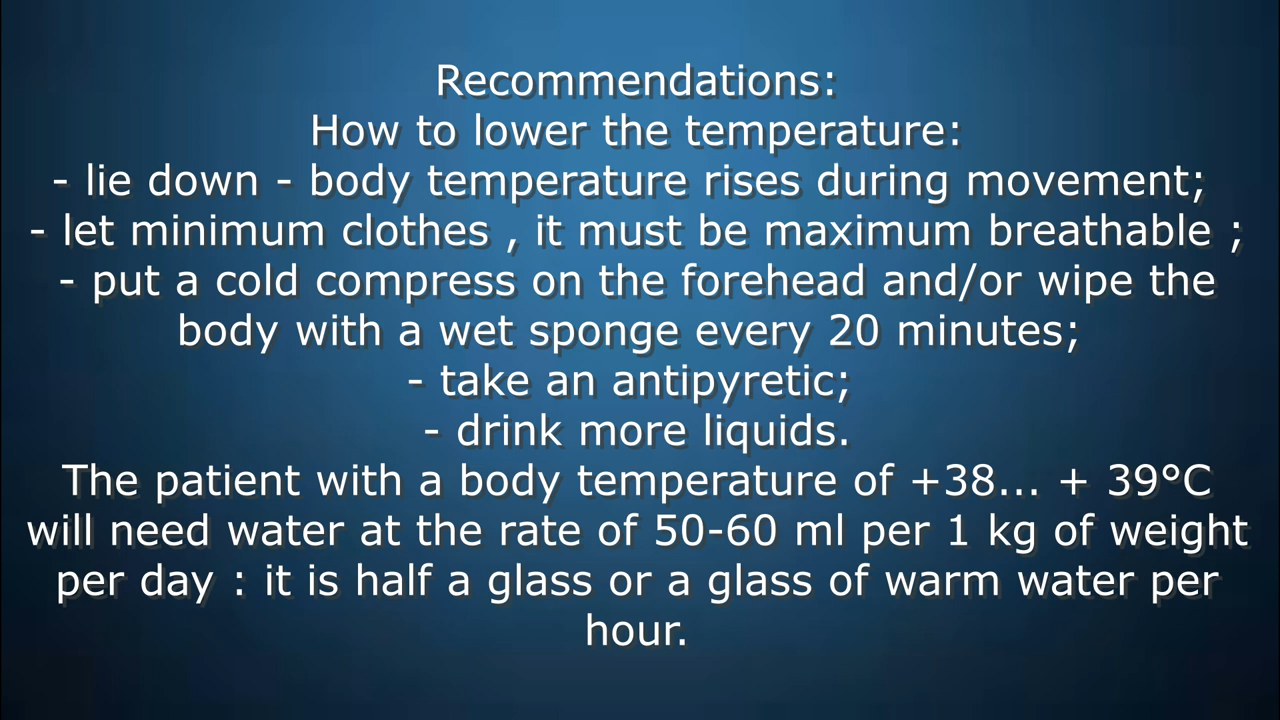 Recommendations:
How to lower the temperature:
- lie down - body temperature rises during movement;
- let minimum clothes , it must be maximum breathable ;
- put a cold compress on the forehead and/or wipe the
body with a wet sponge every 20 minutes;
- take an antipyretic;
- drink more liquids.
The patient with a body temperature of +38... + 39°C
will need water at the rate of 50-60 ml per 1 kg of weight
per day : it is half a glass or a glass of warm water per
hour.